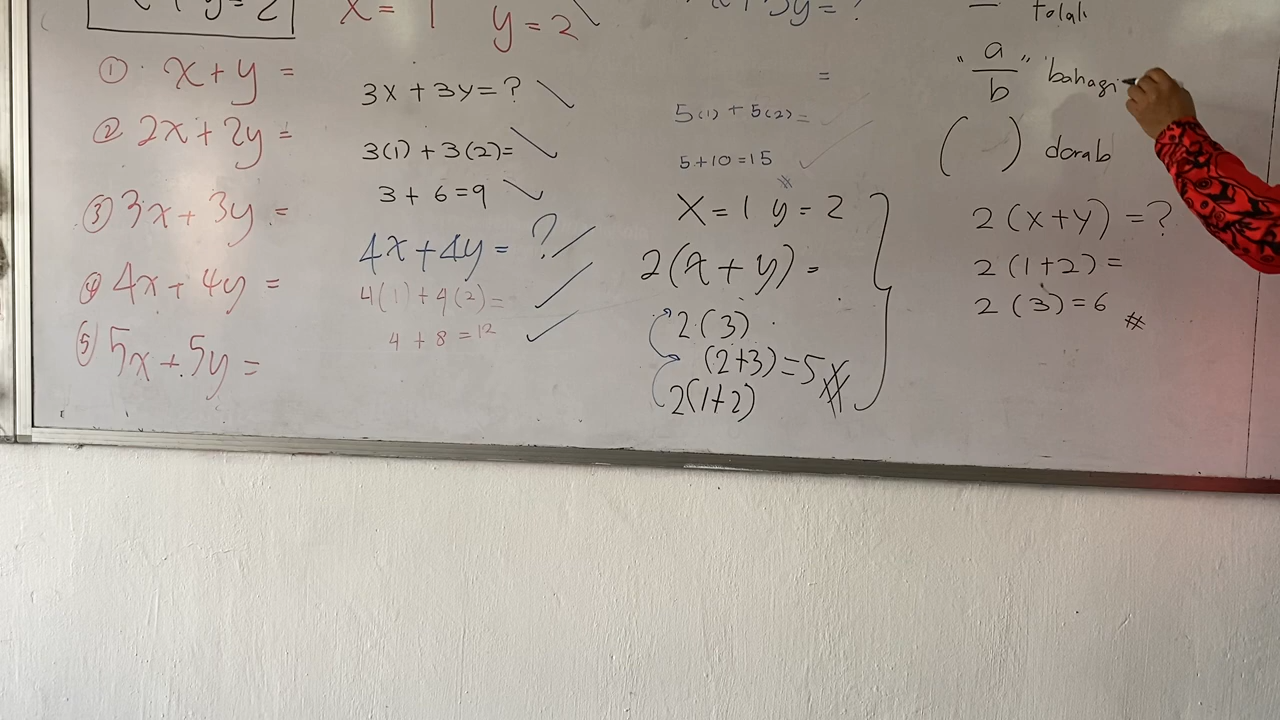 y = 2
x = 1 y = 2
① x + y =
② 2x + 2y =
③ 3x + 3y =
④ 4x + 4y =
⑤ 5x + 5y =
3x + 3y = ?
3(1) + 3(2) =
3 + 6 = 9
4x + 4y = ?
4(1) + 4(2) =
4 + 8 = 12
5y = ?
=
5(1) + 5(2) =
5 + 10 = 15
x = 1 y = 2
2(x + y) =
2(3)
(2+3) = 5
2(1+2)
— tolak
"a/b" bahagi
( ) darab
2(x+y) = ?
2(1+2) =
2(3) = 6 #